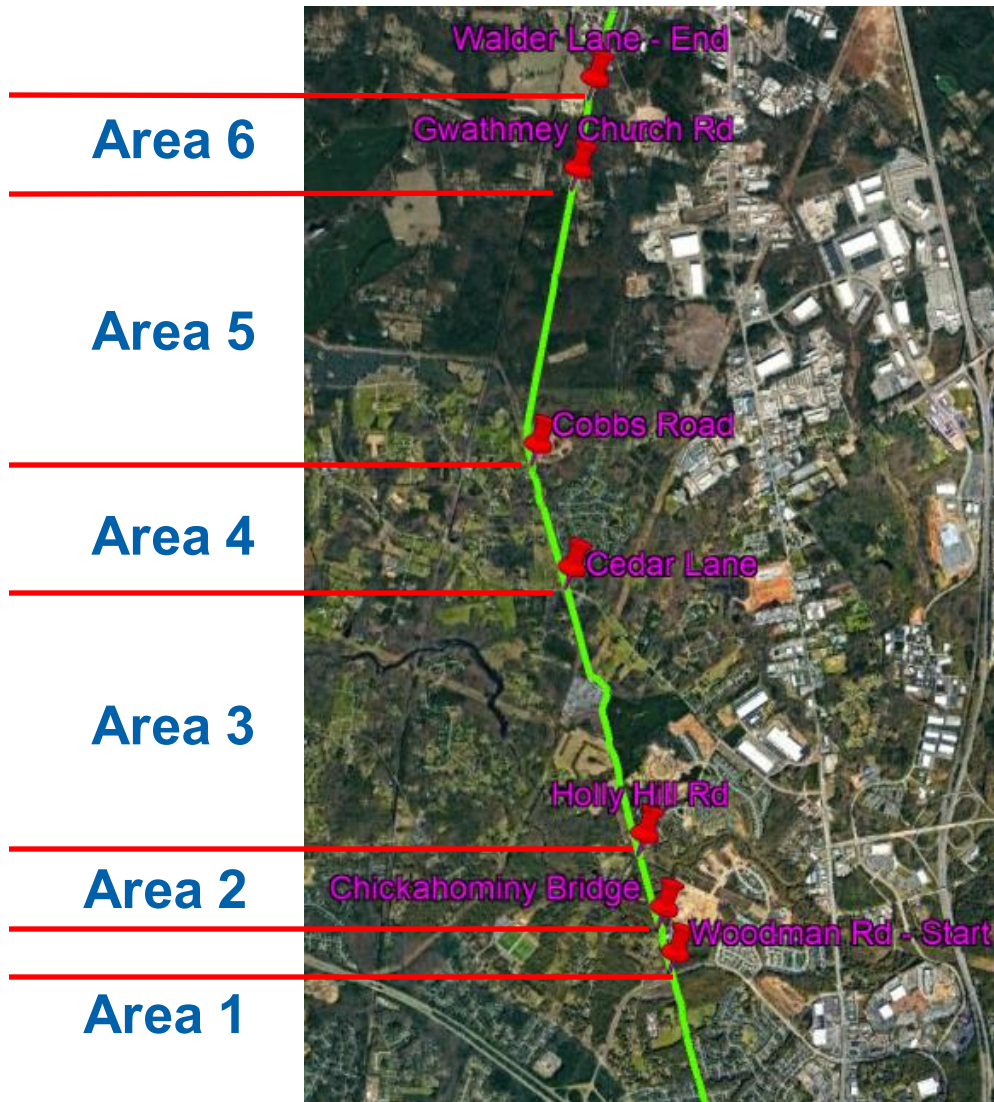 Walder Lane - End
Area 6
Gwathmey Church Rd
Area 5
Cobbs Road
Area 4
Cedar Lane
Area 3
Holly Hill Rd
Area 2
Chickahominy Bridge
Woodman Rd - Start
Area 1